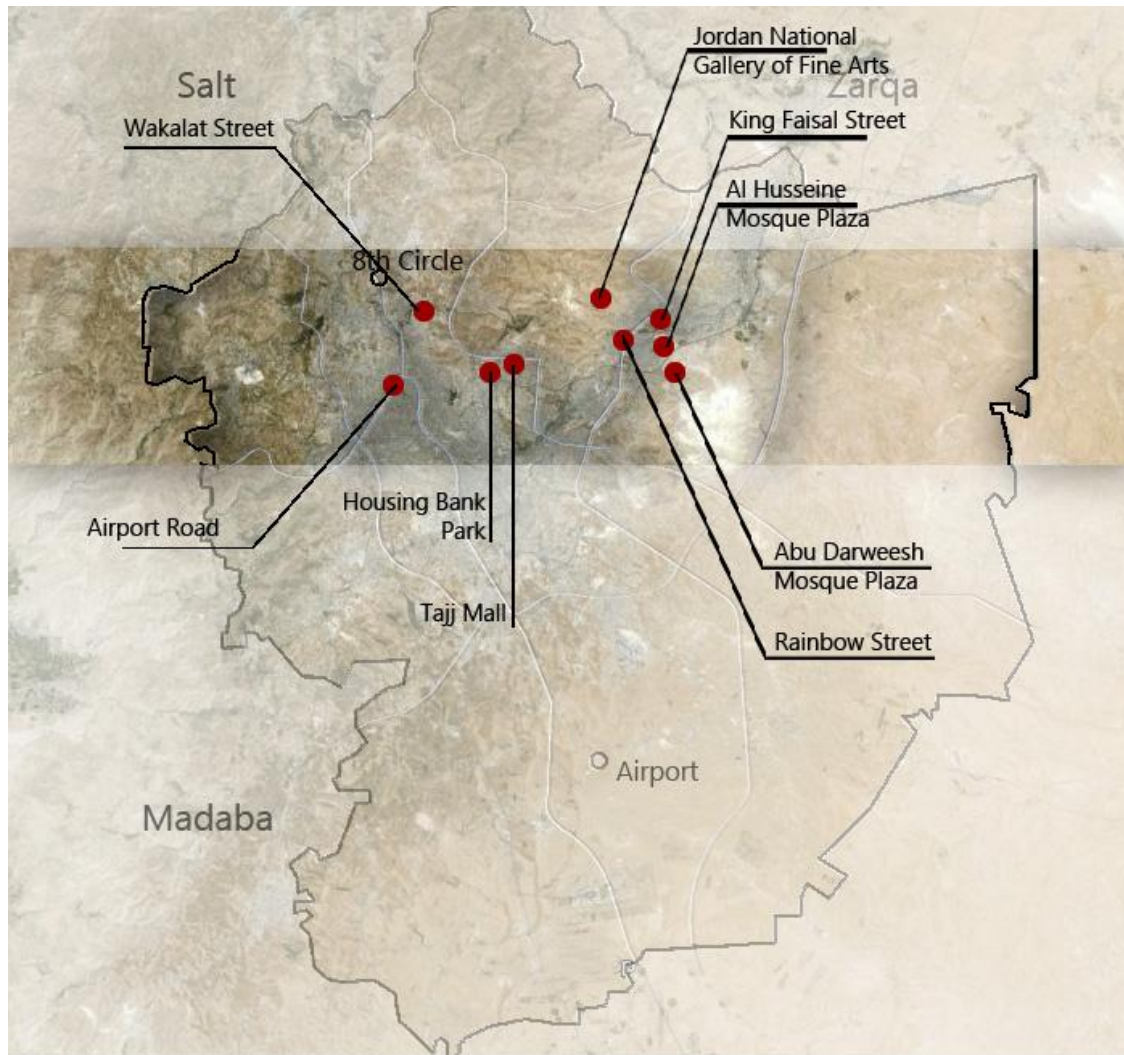 Jordan National
Gallery of Fine Arts
Salt
Zarqa
Wakalat Street
King Faisal Street
Al Husseine
Mosque Plaza
8th Circle
Housing Bank
Park
Airport Road
Abu Darweesh
Mosque Plaza
Tajj Mall
Rainbow Street
Airport
Madaba